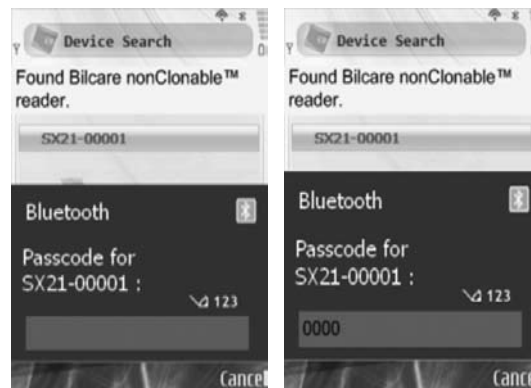 Device Search
Found Bilcare nonClonable™
reader.
SX21-00001
Bluetooth
Passcode for
SX21-00001 :
123
Cancel
Device Search
Found Bilcare nonClonable™
reader.
SX21-00001
Bluetooth
Passcode for
SX21-00001 :
123
0000
Cance